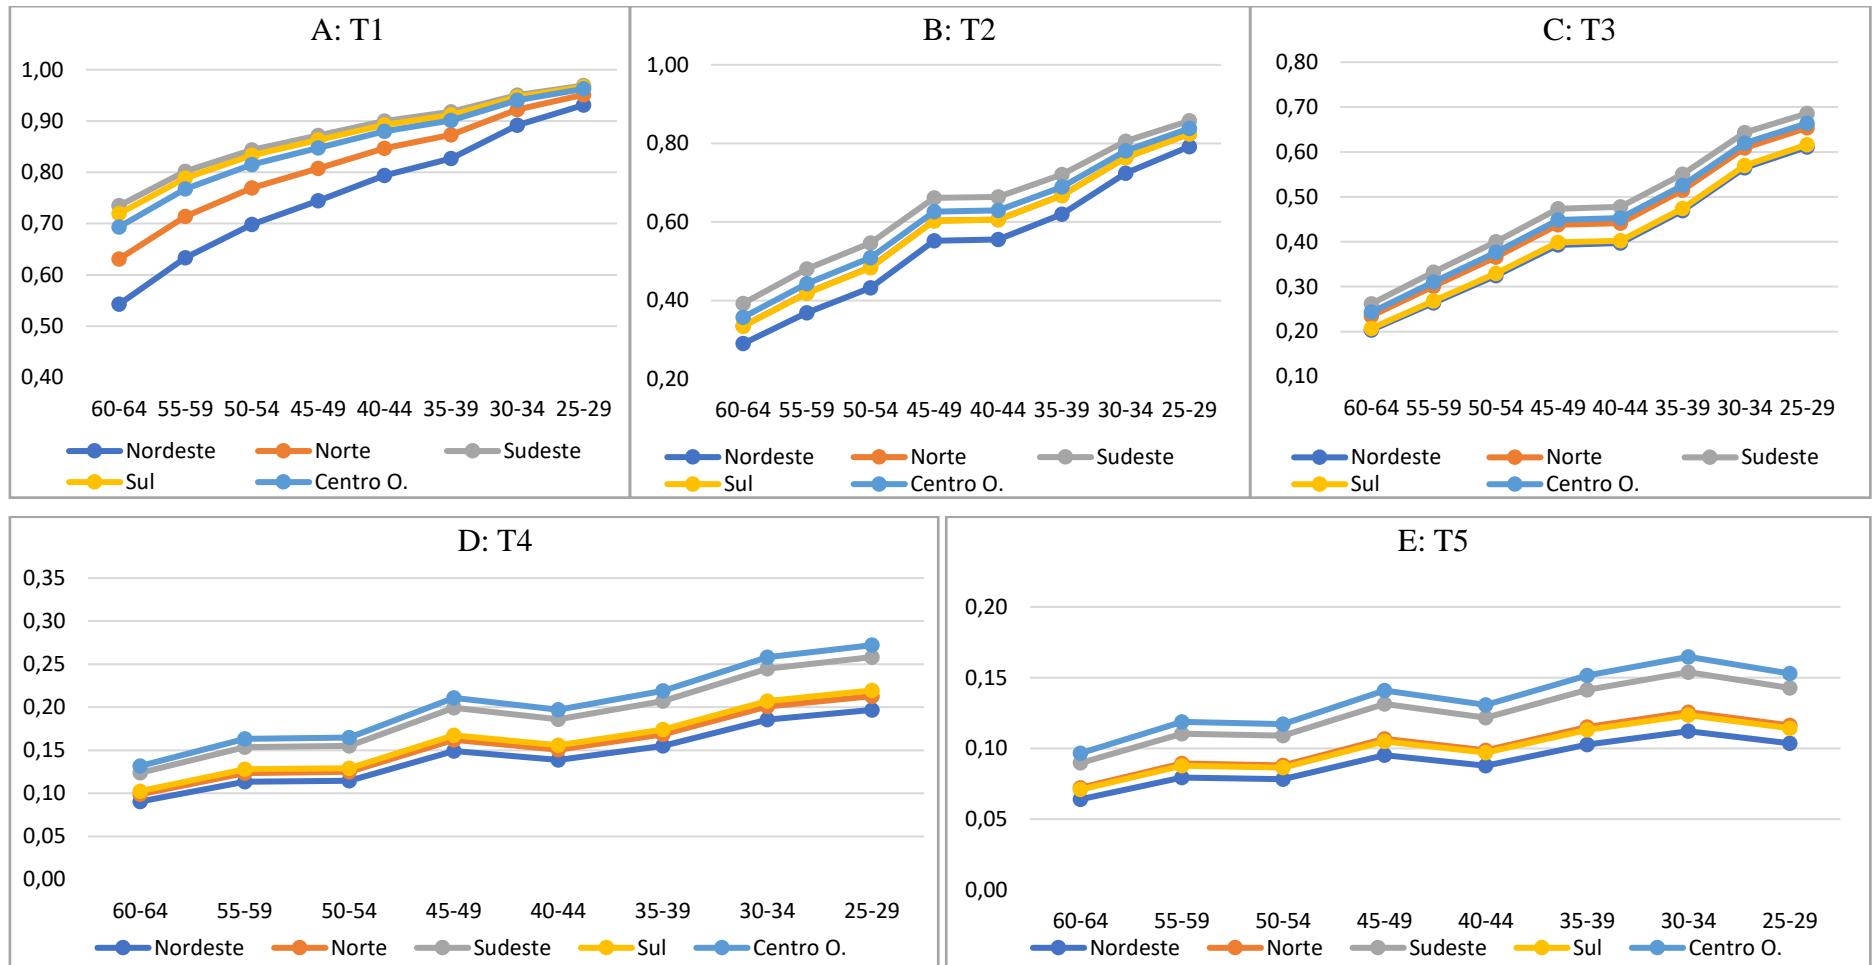 A: T1
1,00
0,90
0,80
0,70
0,60
0,50
0,40
60-64 55-59 50-54 45-49 40-44 35-39 30-34 25-29
Nordeste Norte Sudeste
Sul Centro O.
B: T2
1,00
0,80
0,60
0,40
0,20
60-64 55-59 50-54 45-49 40-44 35-39 30-34 25-29
Nordeste Norte Sudeste
Sul Centro O.
C: T3
0,80
0,70
0,60
0,50
0,40
0,30
0,20
0,10
60-64 55-59 50-54 45-49 40-44 35-39 30-34 25-29
Nordeste Norte Sudeste
Sul Centro O.
D: T4
0,35
0,30
0,25
0,20
0,15
0,10
0,05
0,00
60-64 55-59 50-54 45-49 40-44 35-39 30-34 25-29
Nordeste Norte Sudeste Sul Centro O.
E: T5
0,20
0,15
0,10
0,05
0,00
60-64 55-59 50-54 45-49 40-44 35-39 30-34 25-29
Nordeste Norte Sudeste Sul Centro O.